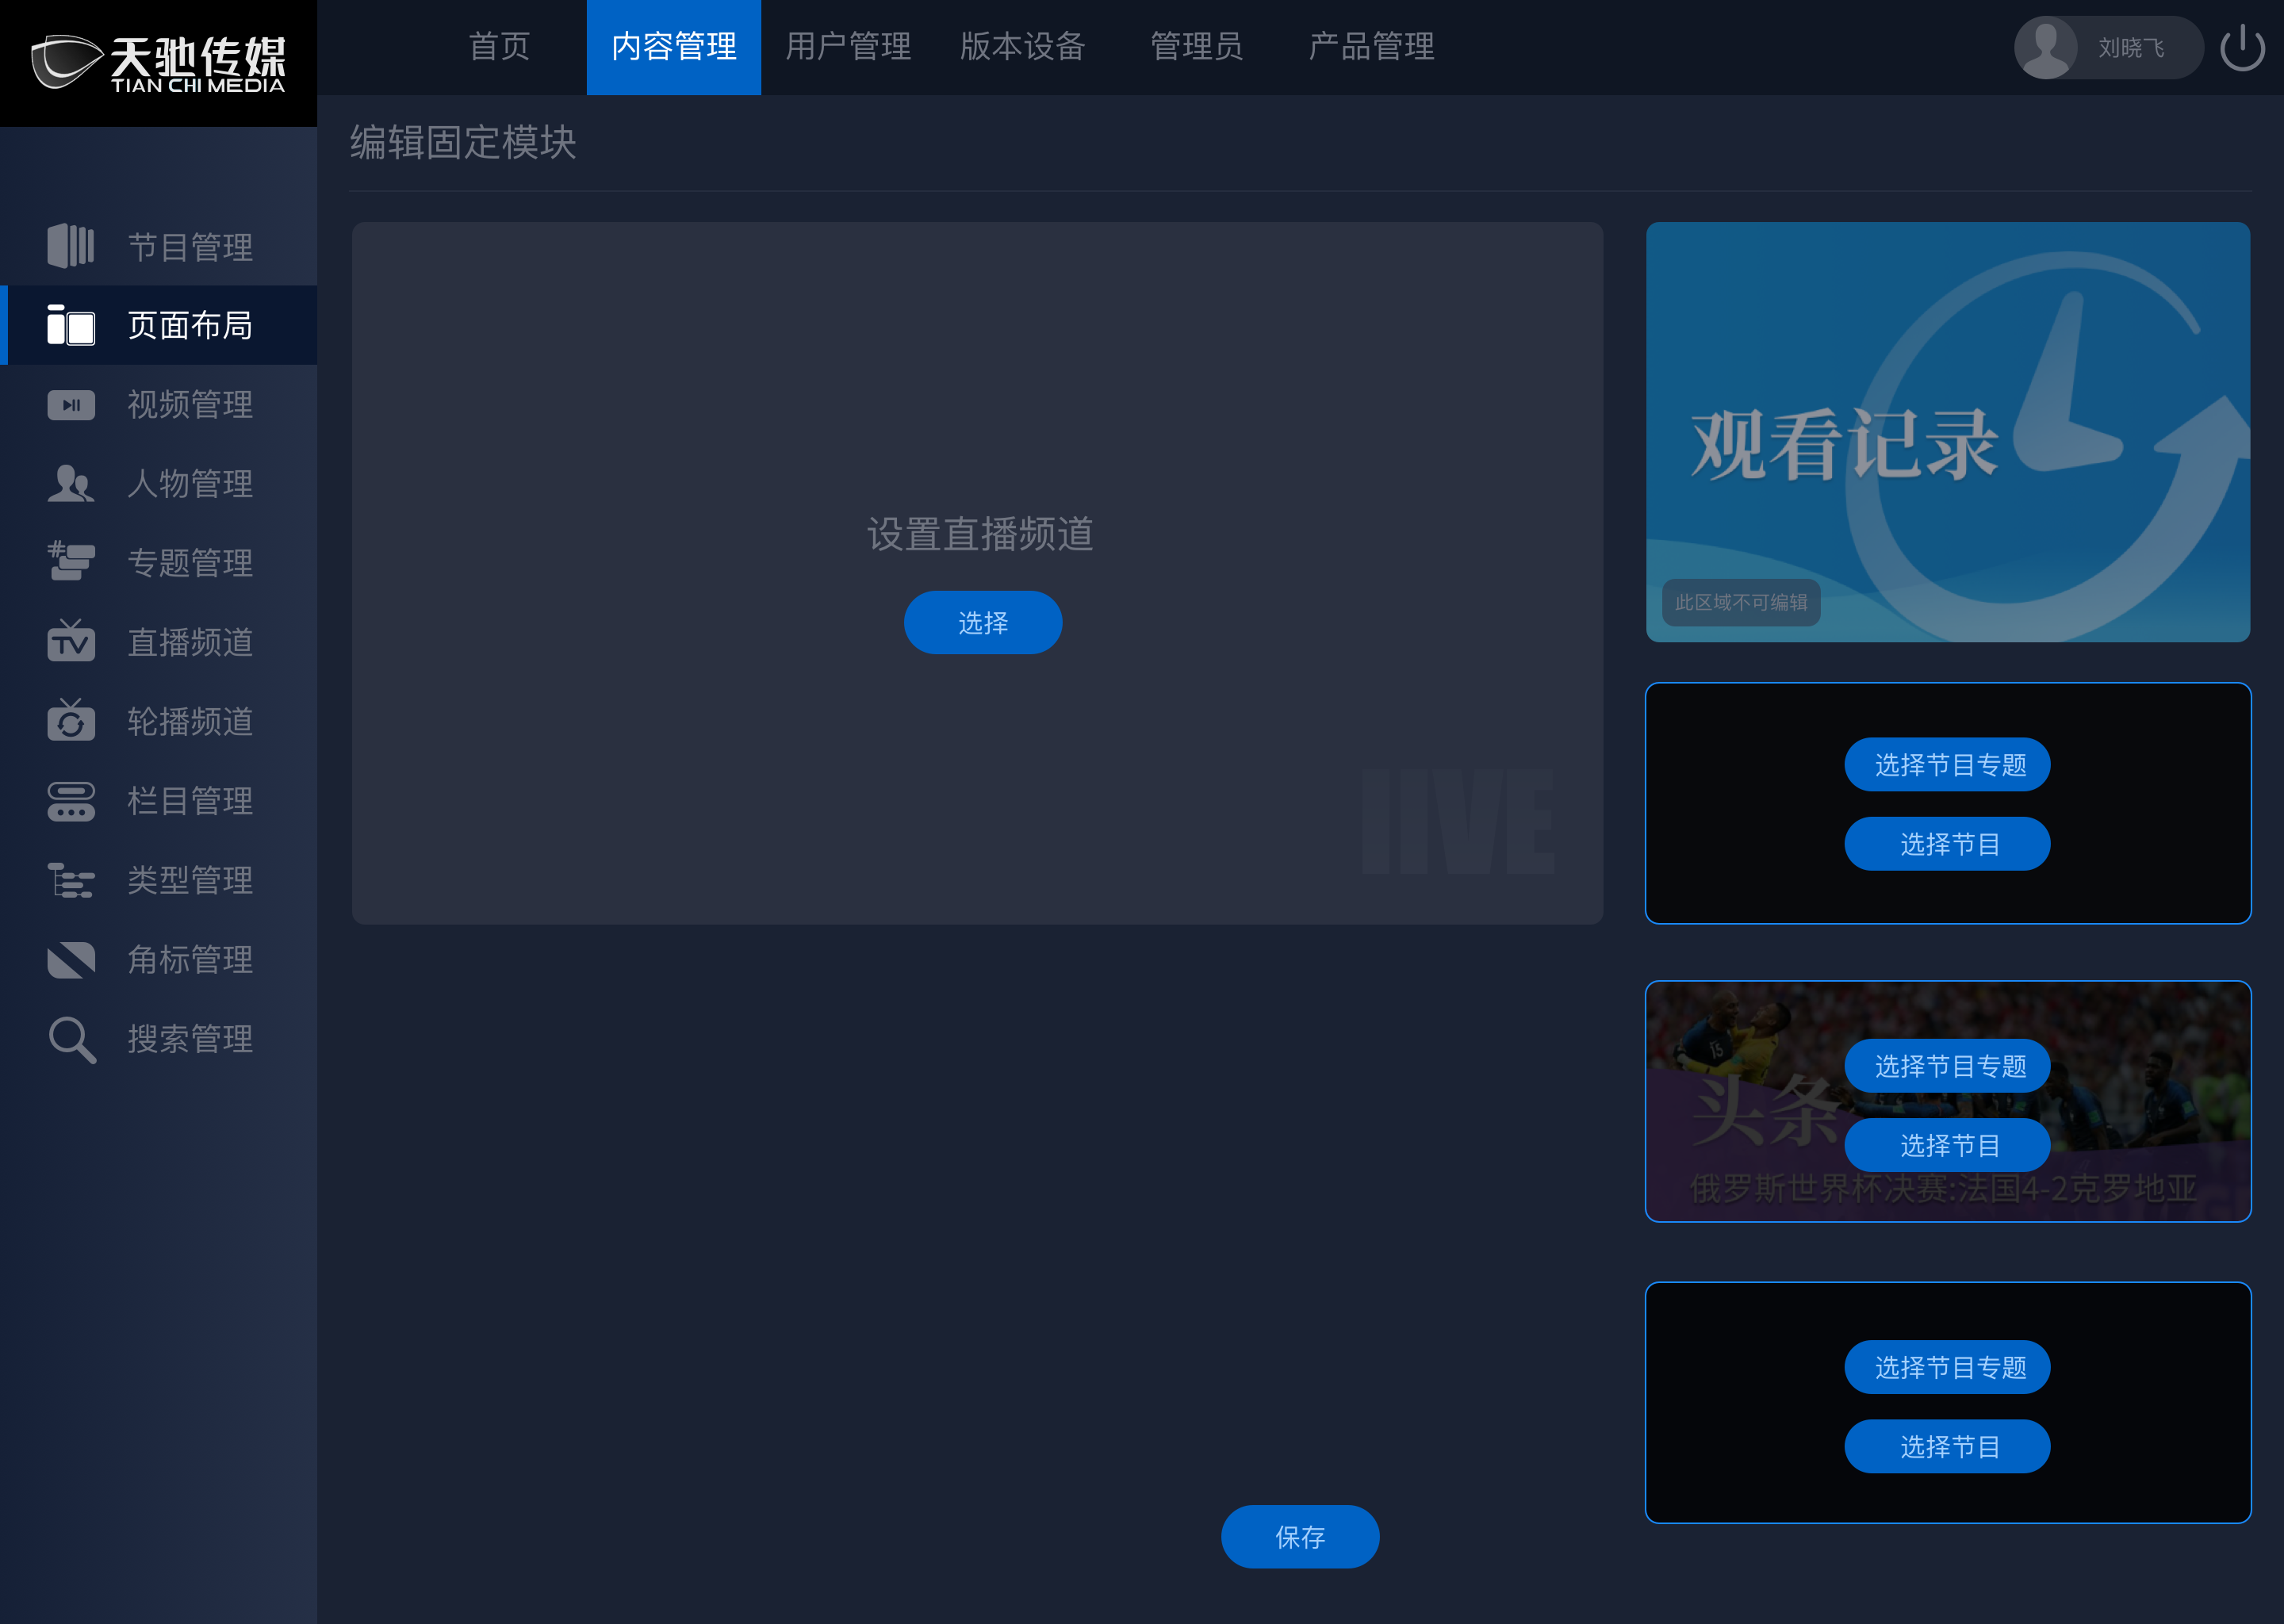 天驰传媒
TIAN CHI MEDIA
首页
内容管理
用户管理
版本设备
管理员
产品管理
刘晓飞
编辑固定模块
节目管理
页面布局
视频管理
人物管理
专题管理
TV
直播频道
轮播频道
栏目管理
类型管理
角标管理
搜索管理
设置直播频道
选择
IIVE
观看记录
此区域不可编辑
选择节目专题
选择节目
选择节目专题
头条
选择节目
俄罗斯世界杯决赛:法国4-2克罗地亚
选择节目专题
选择节目
保存